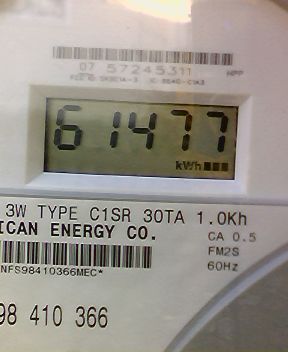 07 57245311 HPP
61477
kWh
3W TYPE C1SR 30TA 1.0Kh
ICAN ENERGY CO. CA 0.5
FM2S
NFS98410366MEC* 60Hz
98 410 366